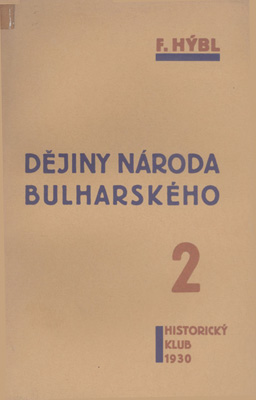 F. HÝBL
DĚJINY NÁRODA
BULHARSKÉHO
2
HISTORICKÝ
KLUB
1930